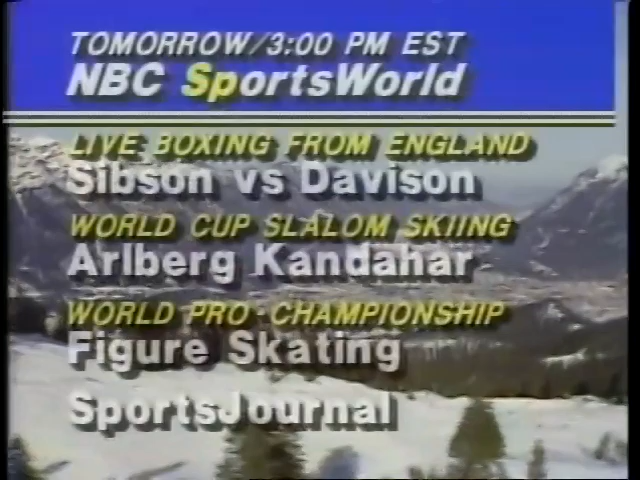 TOMORROW/3:00 PM EST
NBC SportsWorld
LIVE BOXING FROM ENGLAND
Sibson vs Davison
WORLD CUP SLALOM SKIING
Arlberg Kandahar
WORLD PRO CHAMPIONSHIP
Figure Skating
SportsJournal